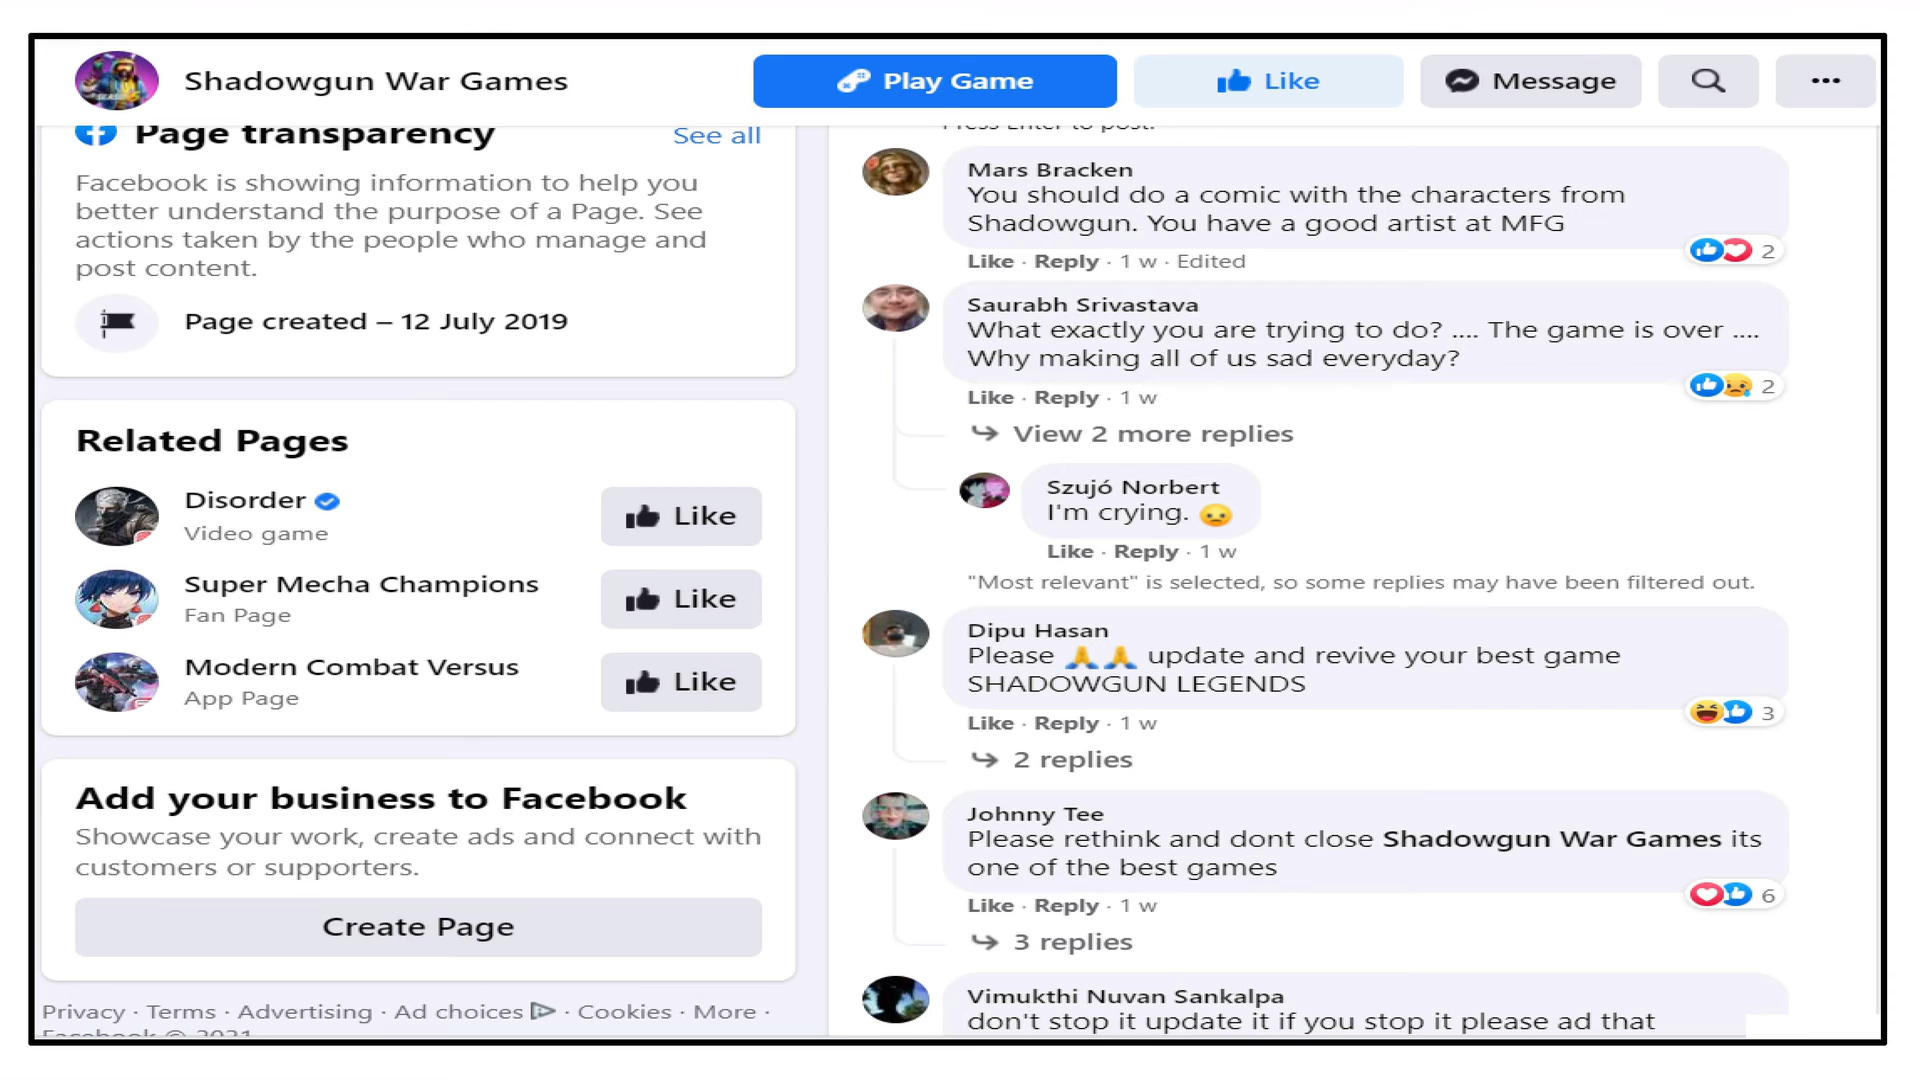 Shadowgun War Games
Play Game
Like
Message
Page transparency
See all
Facebook is showing information to help you
better understand the purpose of a Page. See
actions taken by the people who manage and
post content.
Page created – 12 July 2019
Related Pages
Disorder
Video game
Like
Super Mecha Champions
Fan Page
Like
Modern Combat Versus
App Page
Like
Add your business to Facebook
Showcase your work, create ads and connect with
customers or supporters.
Create Page
Privacy · Terms · Advertising · Ad choices · Cookies · More ·
Facebook © 2021
Press Enter to post.
Mars Bracken
You should do a comic with the characters from
Shadowgun. You have a good artist at MFG
2
Like · Reply · 1 w · Edited
Saurabh Srivastava
What exactly you are trying to do? .... The game is over ....
Why making all of us sad everyday?
2
Like · Reply · 1 w
View 2 more replies
Szujó Norbert
I'm crying. 😞
Like · Reply · 1 w
"Most relevant" is selected, so some replies may have been filtered out.
Dipu Hasan
Please 🙏🙏 update and revive your best game
SHADOWGUN LEGENDS
3
Like · Reply · 1 w
2 replies
Johnny Tee
Please rethink and dont close Shadowgun War Games its
one of the best games
6
Like · Reply · 1 w
3 replies
Vimukthi Nuvan Sankalpa
don't stop it update it if you stop it please ad that